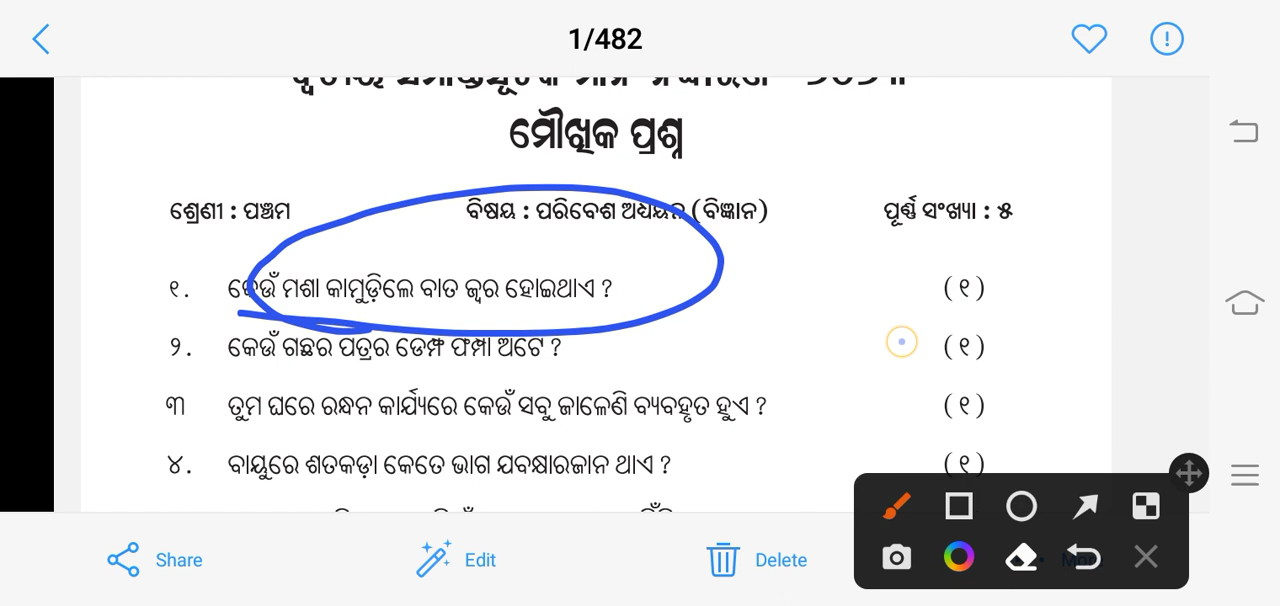 1/482
ମୌଖିକ ପ୍ରଶ୍ନ
ଶ୍ରେଣୀ : ପଞ୍ଚମ ବିଷୟ : ପରିବେଶ ଅଧ୍ୟୟନ (ବିଜ୍ଞାନ) ପୂର୍ଣ୍ଣ ସଂଖ୍ୟା : ୫
୧. କେଉଁ ମଶା କାମୁଡ଼ିଲେ ବାତ ଜ୍ଵର ହୋଇଥାଏ ? (୧)
୨. କେଉଁ ଗଛର ପତ୍ରର ଡେମ୍ଫ ଫମ୍ପା ଅଟେ ? (୧)
୩ ତୁମ ଘରେ ରନ୍ଧନ କାର୍ଯ୍ୟରେ କେଉଁ ସବୁ ଜାଳେଣି ବ୍ୟବହୃତ ହୁଏ ? (୧)
୪. ବାୟୁରେ ଶତକଡ଼ା କେତେ ଭାଗ ଯବକ୍ଷାରଜାନ ଥାଏ ? (୧)
Share Edit Delete